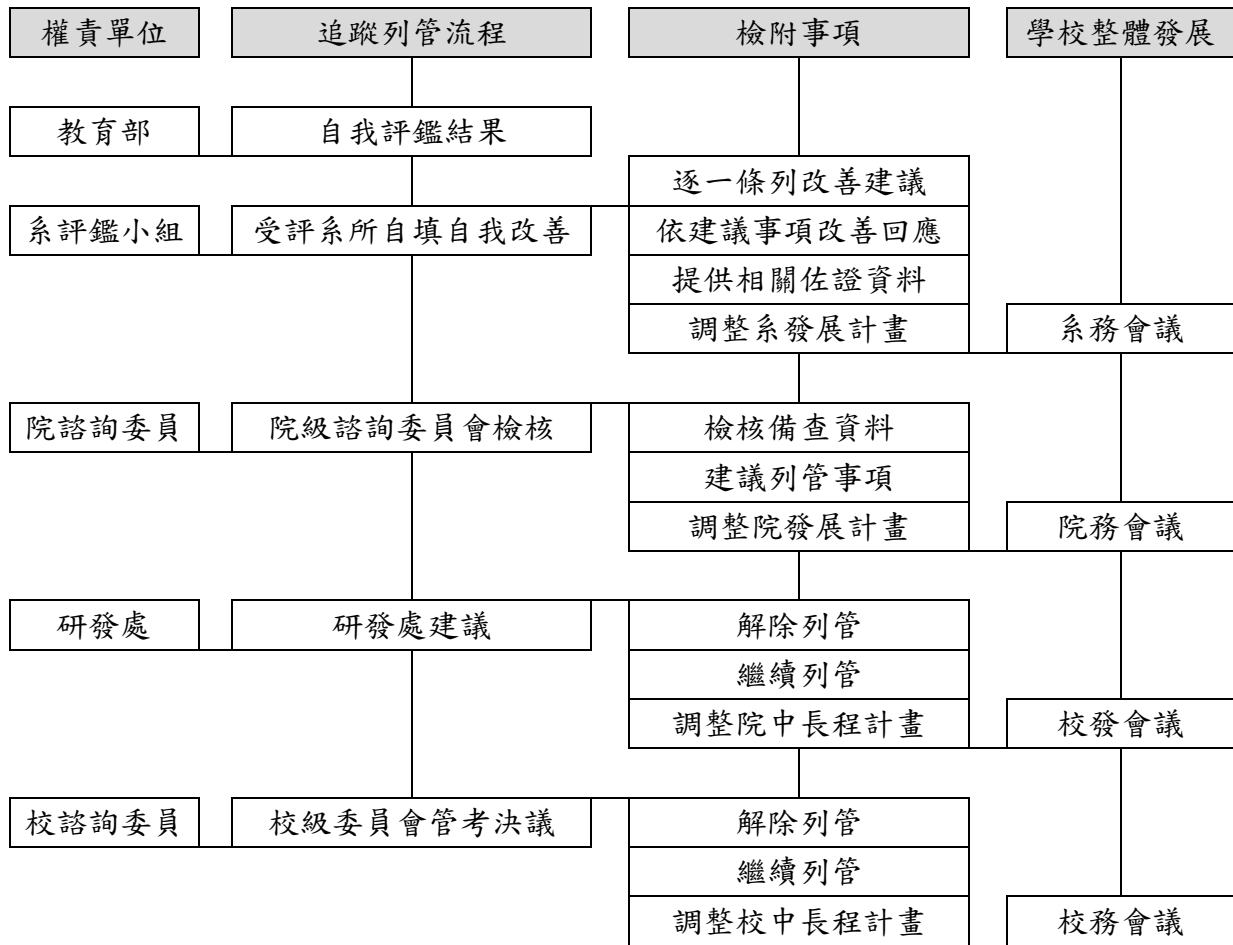 權責單位 追蹤列管流程 檢附事項 學校整體發展
教育部 自我評鑑結果
逐一條列改善建議
系評鑑小組 受評系所自填自我改善 依建議事項改善回應
提供相關佐證資料
調整系發展計畫 系務會議
院諮詢委員 院級諮詢委員會檢核 檢核備查資料
建議列管事項
調整院發展計畫 院務會議
研發處 研發處建議 解除列管
繼續列管
調整院中長程計畫 校發會議
校諮詢委員 校級委員會管考決議 解除列管
繼續列管
調整校中長程計畫 校務會議